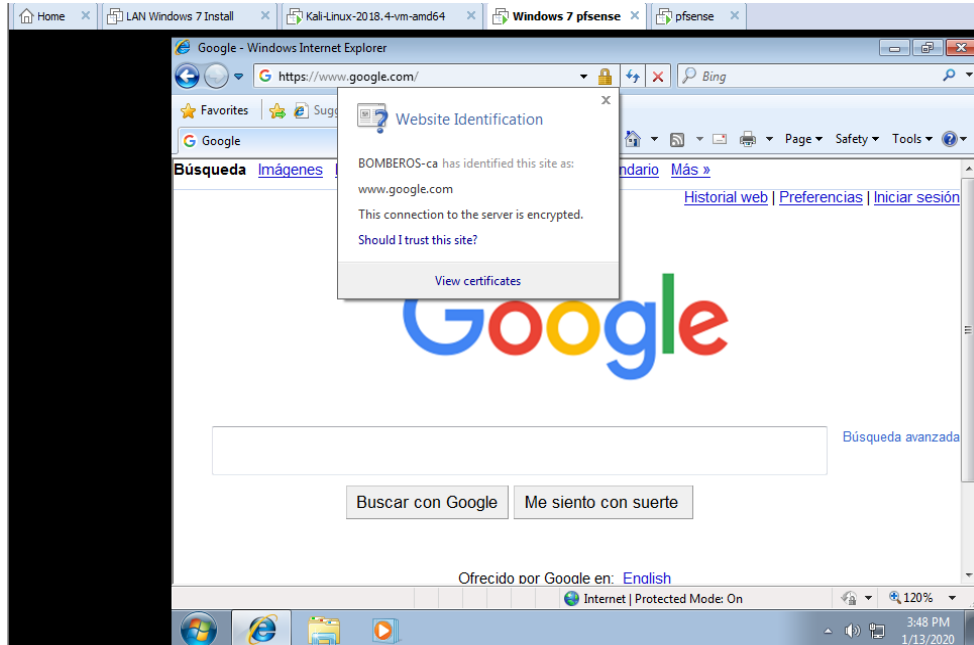 Home
LAN Windows 7 Install
Kali-Linux-2018.4-vm-amd64
Windows 7 pfsense
pfsense
Google - Windows Internet Explorer
https://www.google.com/
Bing
Favorites
Sugg
Google
Page
Safety
Tools
Website Identification
BOMBEROS-ca has identified this site as:
www.google.com
This connection to the server is encrypted.
Should I trust this site?
View certificates
Búsqueda Imágenes ndario Más »
Historial web | Preferencias | Iniciar sesión
Google
Búsqueda avanzada
Buscar con Google
Me siento con suerte
Ofrecido por Google en: English
Internet | Protected Mode: On
120%
3:48 PM
1/13/2020